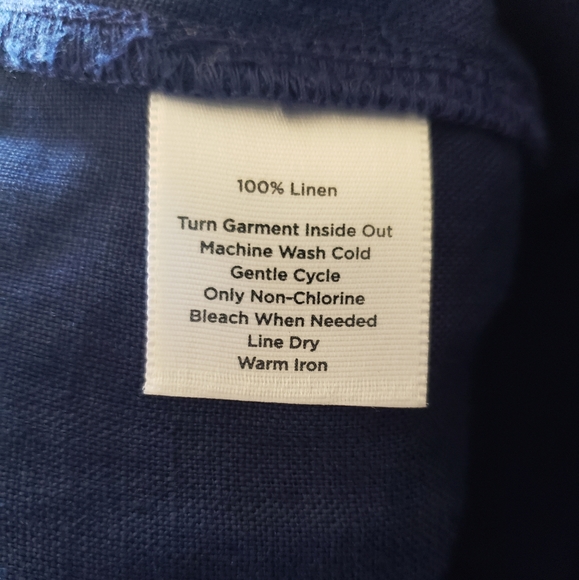 100% Linen
Turn Garment Inside Out
Machine Wash Cold
Gentle Cycle
Only Non-Chlorine
Bleach When Needed
Line Dry
Warm Iron